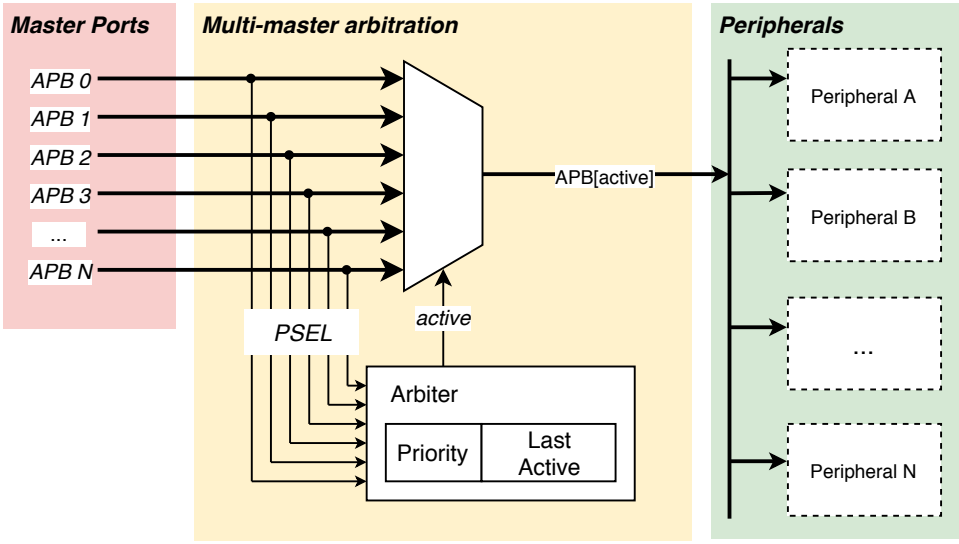 Master Ports
Multi-master arbitration
Peripherals
APB 0
APB 1
APB 2
APB 3
...
APB N
PSEL
active
APB[active]
Arbiter
Priority
Last
Active
Peripheral A
Peripheral B
...
Peripheral N